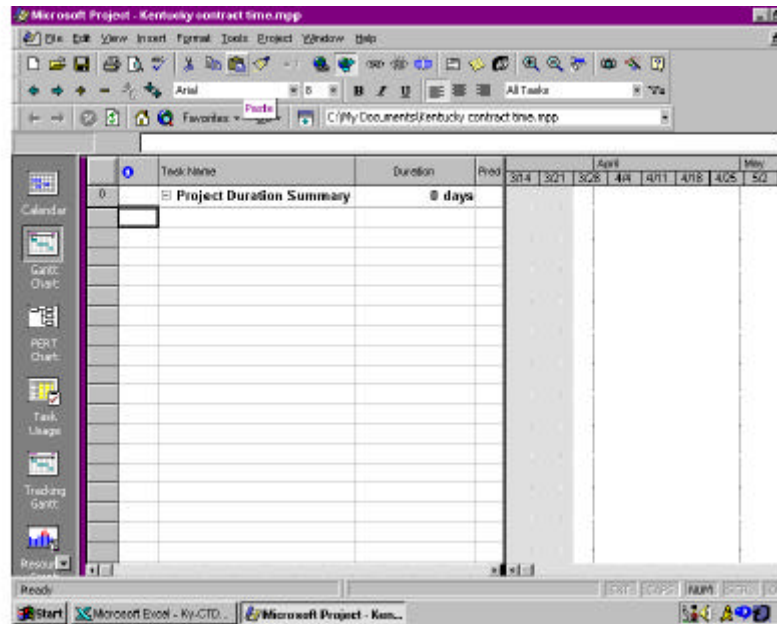 Microsoft Project - Kentucky contract time.mpp
File Edit View Insert Format Tools Project Window Help
Arial 8 B I U All Tasks
Paste
Favorites C:\My Documents\Kentucky contract time.mpp
Task Name Duration Pred April May
3/14 3/21 3/28 4/4 4/11 4/18 4/25 5/2
0 Project Duration Summary 0 days
Calendar
Gantt Chart
PERT Chart
Task Usage
Tracking Gantt
Ready EXT CAPS NUM
Start Microsoft Excel - Ky-CTD... Microsoft Project - Ken...